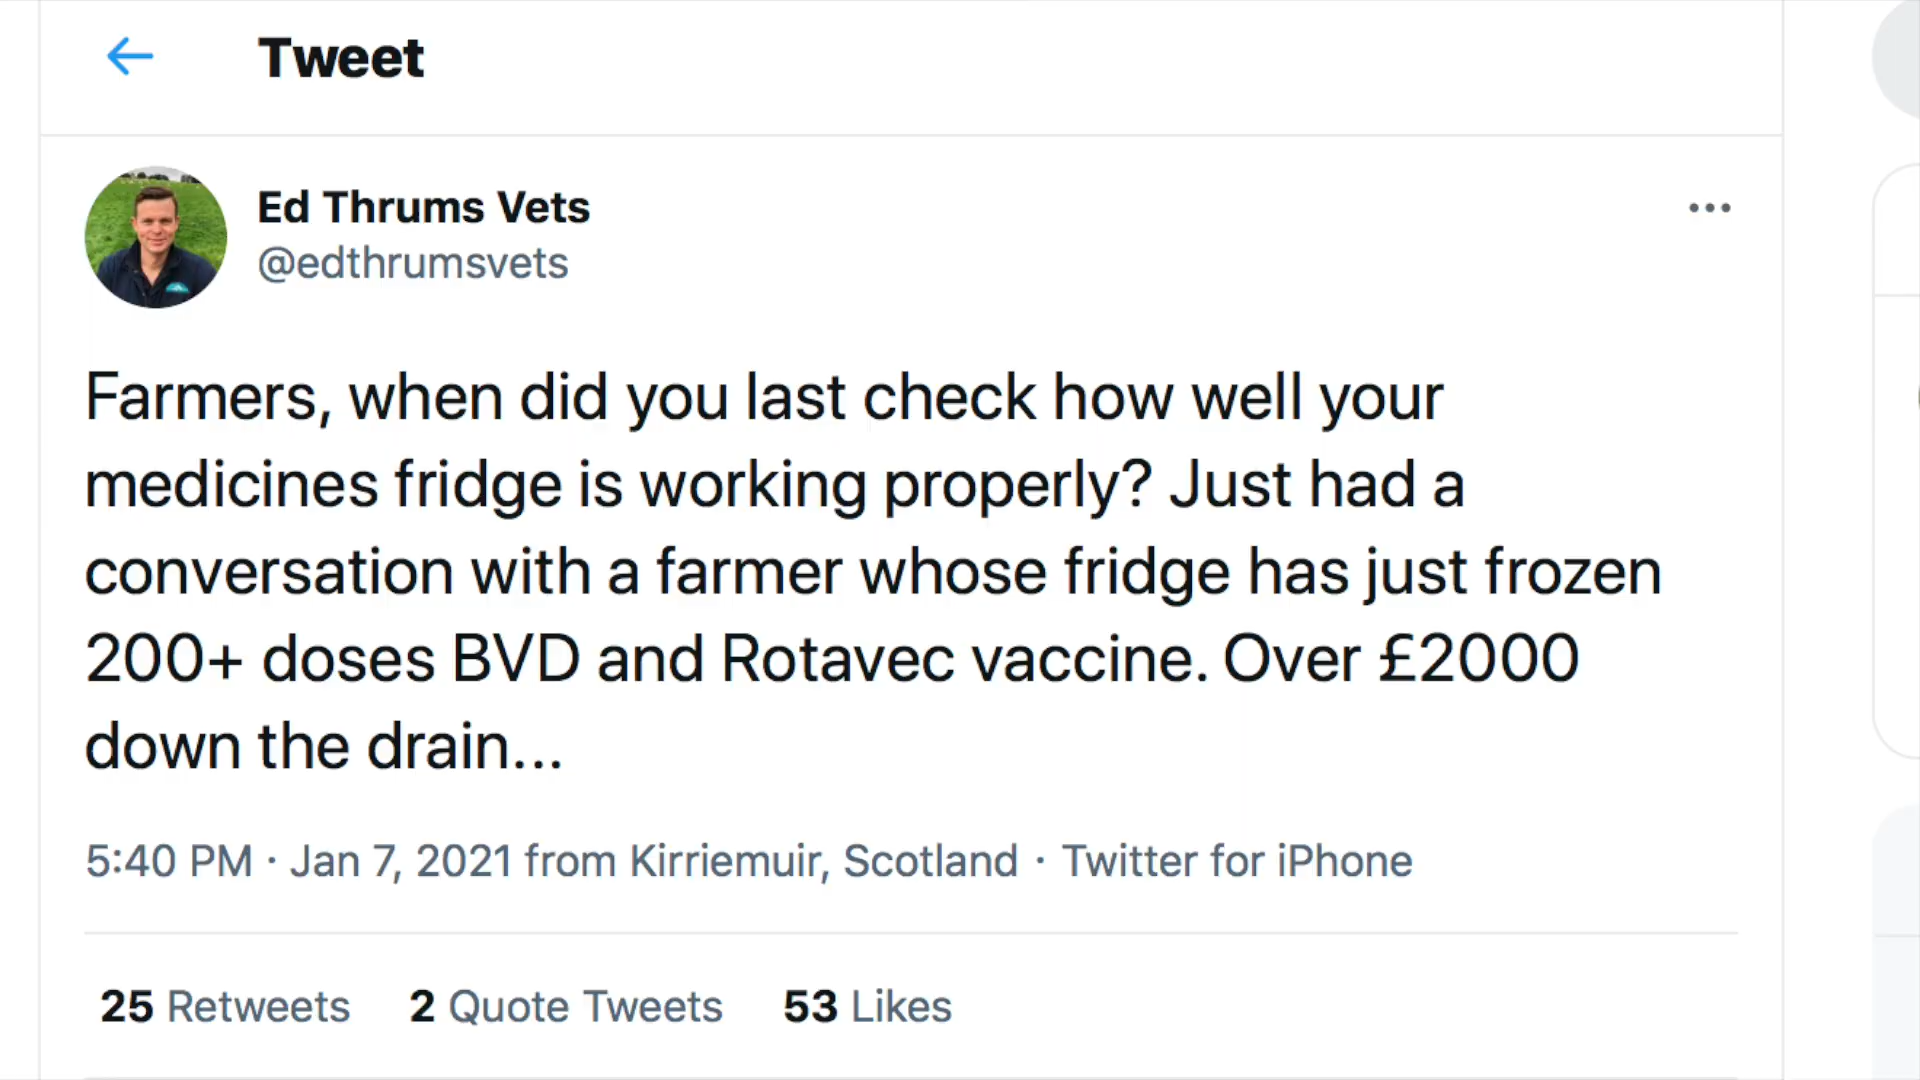 Tweet
Ed Thrums Vets
@edthrumsvets
Farmers, when did you last check how well your
medicines fridge is working properly? Just had a
conversation with a farmer whose fridge has just frozen
200+ doses BVD and Rotavec vaccine. Over £2000
down the drain...
5:40 PM · Jan 7, 2021 from Kirriemuir, Scotland · Twitter for iPhone
25 Retweets 2 Quote Tweets 53 Likes